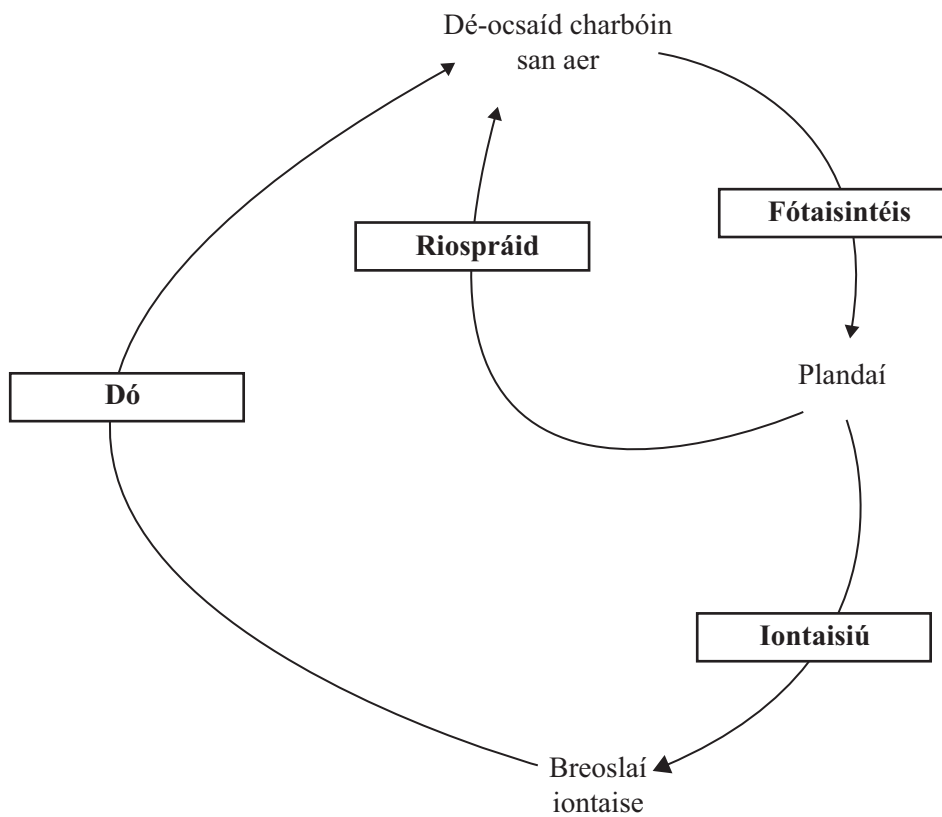 Dé-ocsaíd charbóin
san aer
Fótaisintéis
Riospráid
Plandaí
Dó
Iontaisiú
Breoslaí
iontaise